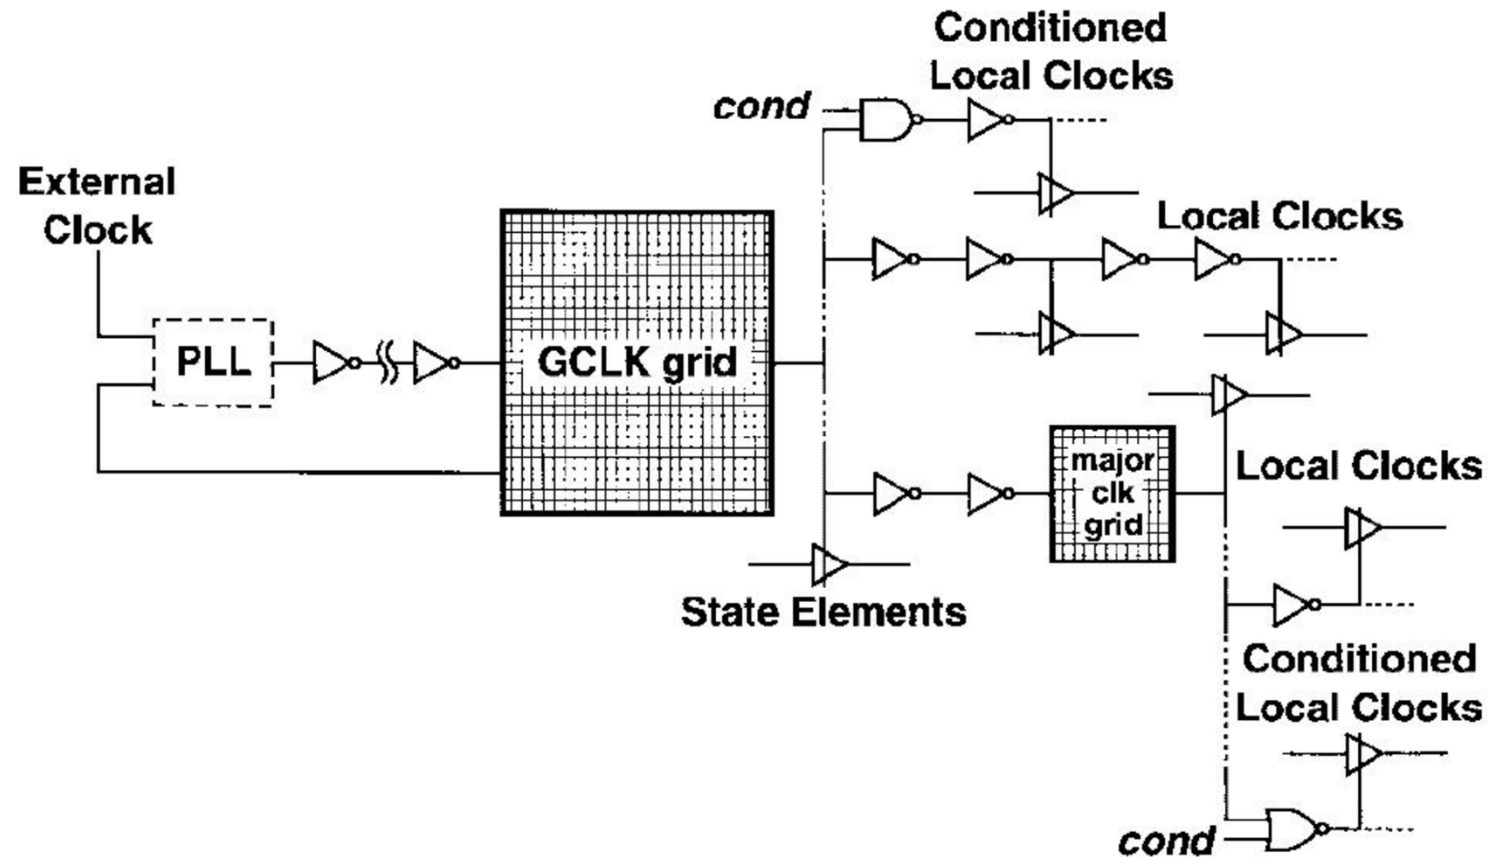 Conditioned
Local Clocks
cond
External
Clock
Local Clocks
PLL
GCLK grid
major
clk
grid
Local Clocks
State Elements
Conditioned
Local Clocks
cond